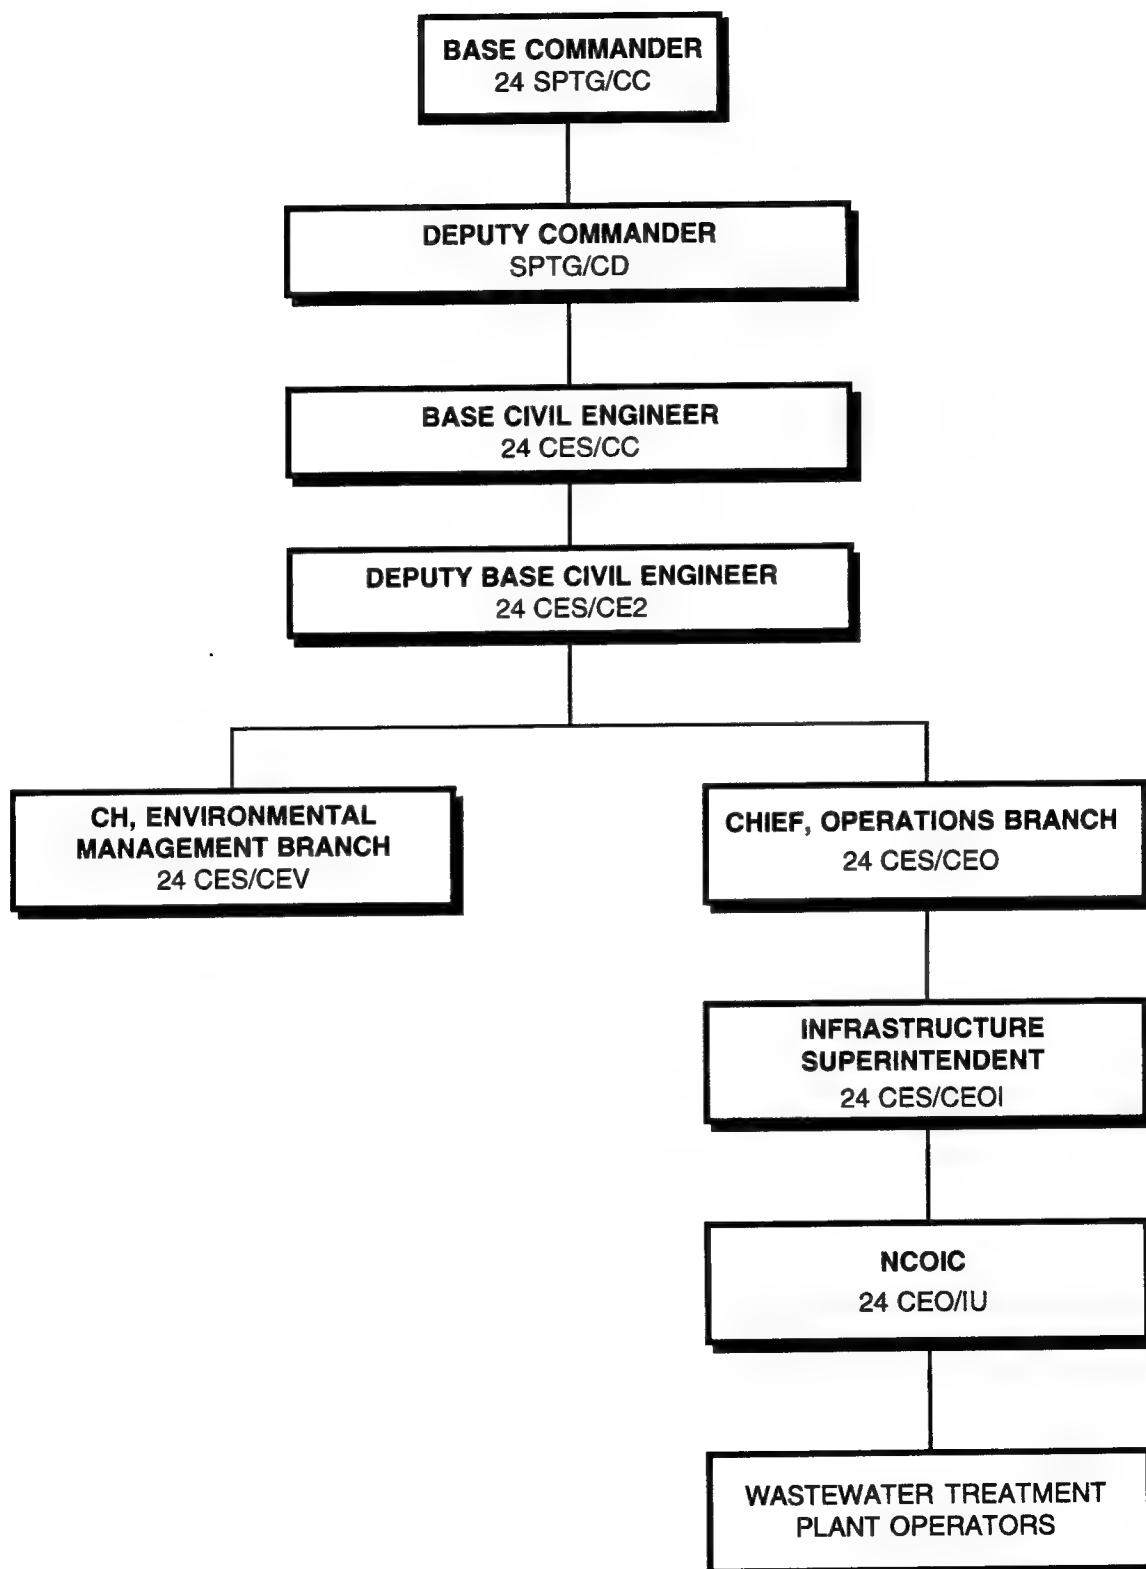 BASE COMMANDER
24 SPTG/CC
DEPUTY COMMANDER
SPTG/CD
BASE CIVIL ENGINEER
24 CES/CC
DEPUTY BASE CIVIL ENGINEER
24 CES/CE2
CH, ENVIRONMENTAL
MANAGEMENT BRANCH
24 CES/CEV
CHIEF, OPERATIONS BRANCH
24 CES/CEO
INFRASTRUCTURE
SUPERINTENDENT
24 CES/CEOI
NCOIC
24 CEO/IU
WASTEWATER TREATMENT
PLANT OPERATORS